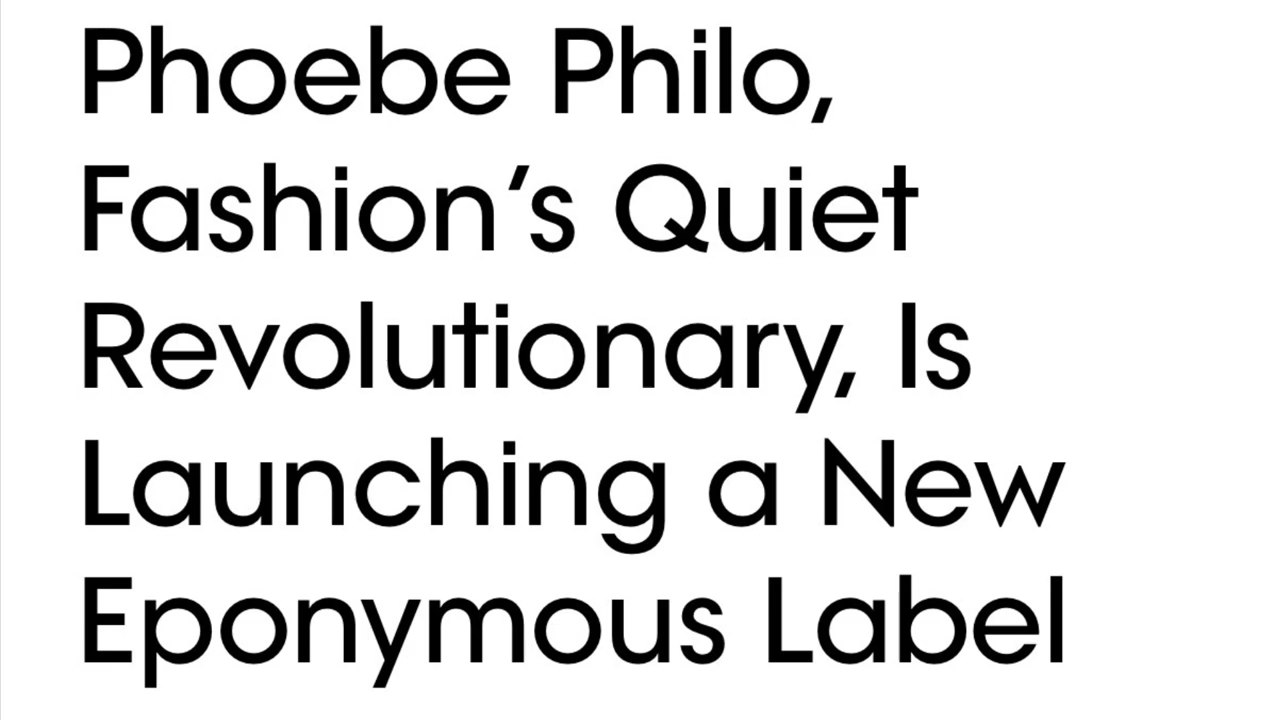 Phoebe Philo,
Fashion’s Quiet
Revolutionary, Is
Launching a New
Eponymous Label